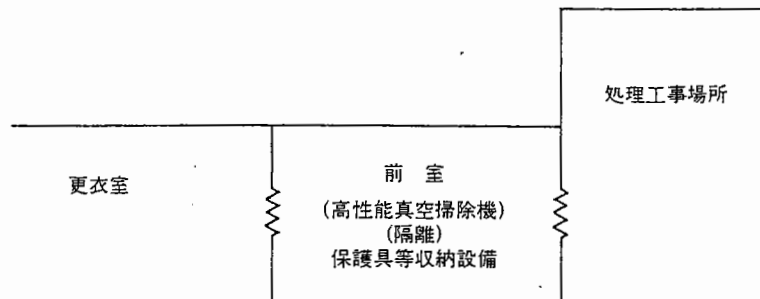 処理工事場所
更衣室
前　室
(高性能真空掃除機)
(隔離)
保護具等収納設備